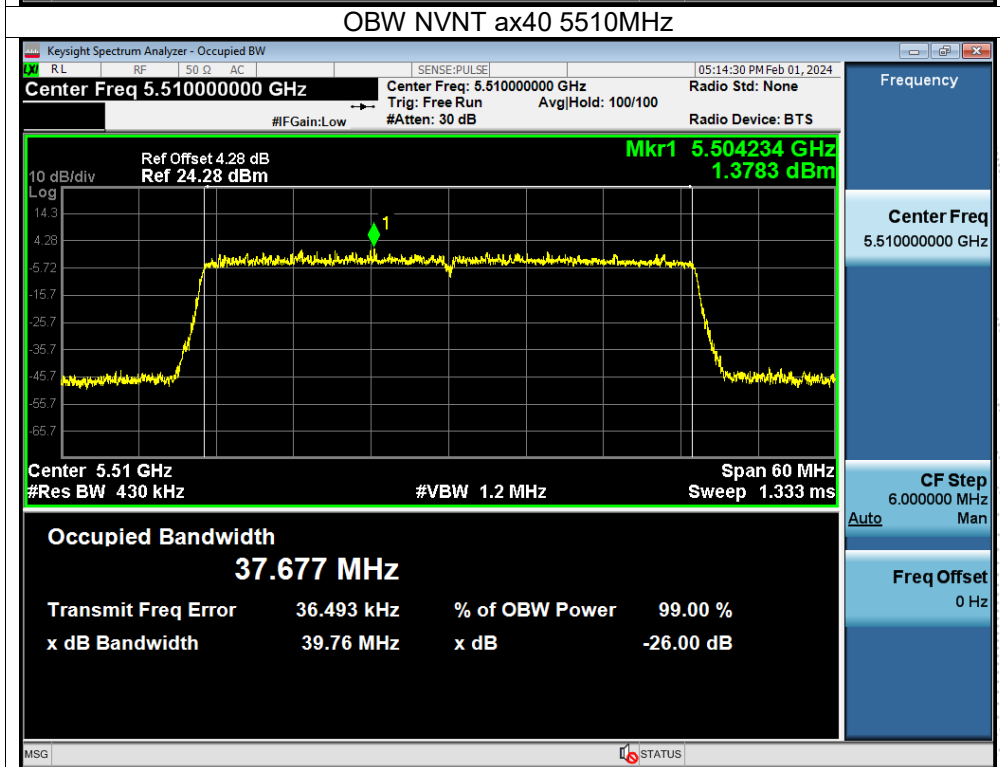 OBW NVNT ax40 5510MHz
Keysight Spectrum Analyzer - Occupied BW
LXI RL RF 50 Ω AC SENSE:PULSE 05:14:30 PM Feb 01, 2024
Center Freq 5.510000000 GHz
Center Freq: 5.510000000 GHz Radio Std: None
Trig: Free Run Avg|Hold: 100/100
#IFGain:Low #Atten: 30 dB Radio Device: BTS
Mkr1 5.504234 GHz
1.3783 dBm
Ref Offset 4.28 dB
10 dB/div Ref 24.28 dBm
Log
14.3
4.28
-5.72
-15.7
-25.7
-35.7
-45.7
-55.7
-65.7
1
Center 5.51 GHz Span 60 MHz
#Res BW 430 kHz #VBW 1.2 MHz Sweep 1.333 ms
Occupied Bandwidth
37.677 MHz
Transmit Freq Error 36.493 kHz % of OBW Power 99.00 %
x dB Bandwidth 39.76 MHz x dB -26.00 dB
MSG STATUS
Frequency
Center Freq
5.510000000 GHz
CF Step
6.000000 MHz
Auto Man
Freq Offset
0 Hz